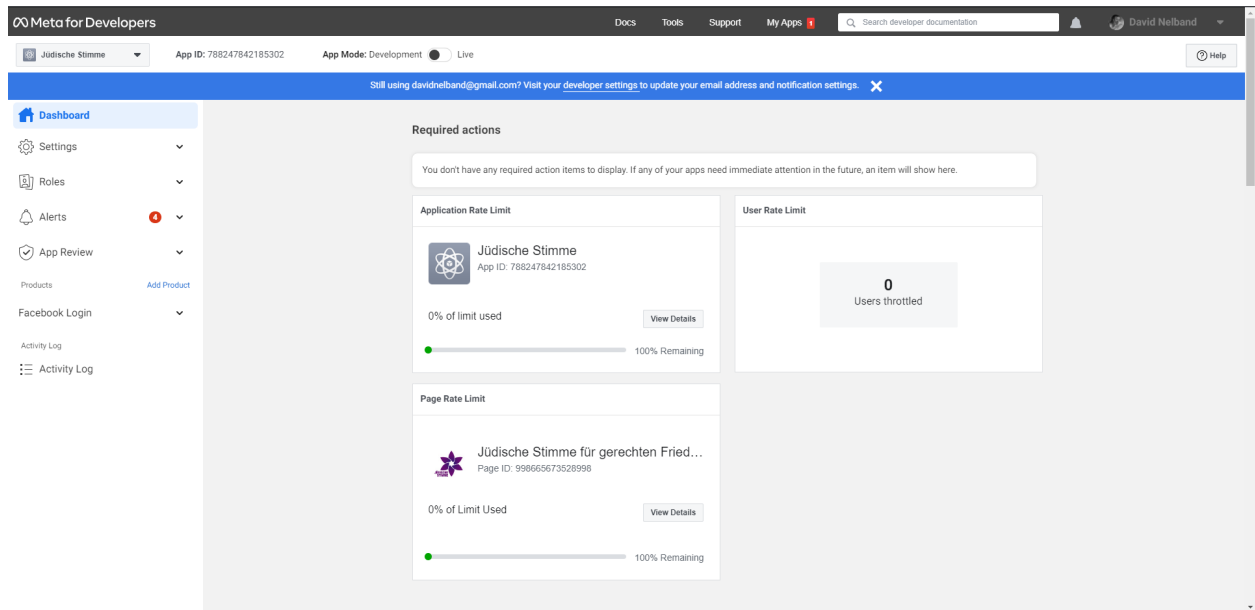 Meta for Developers
Docs
Tools
Support
My Apps 1
Search developer documentation
David Nelband
Jüdische Stimme
App ID: 788247842185302
App Mode: Development
Live
Help
Still using davidnelband@gmail.com? Visit your developer settings to update your email address and notification settings.
Dashboard
Settings
Roles
Alerts 4
App Review
Products Add Product
Facebook Login
Activity Log
Activity Log
Required actions
You don't have any required action items to display. If any of your apps need immediate attention in the future, an item will show here.
Application Rate Limit
Jüdische Stimme
App ID: 788247842185302
0% of limit used
View Details
100% Remaining
User Rate Limit
0
Users throttled
Page Rate Limit
Jüdische Stimme für gerechten Fried...
Page ID: 998665673528998
0% of Limit Used
View Details
100% Remaining